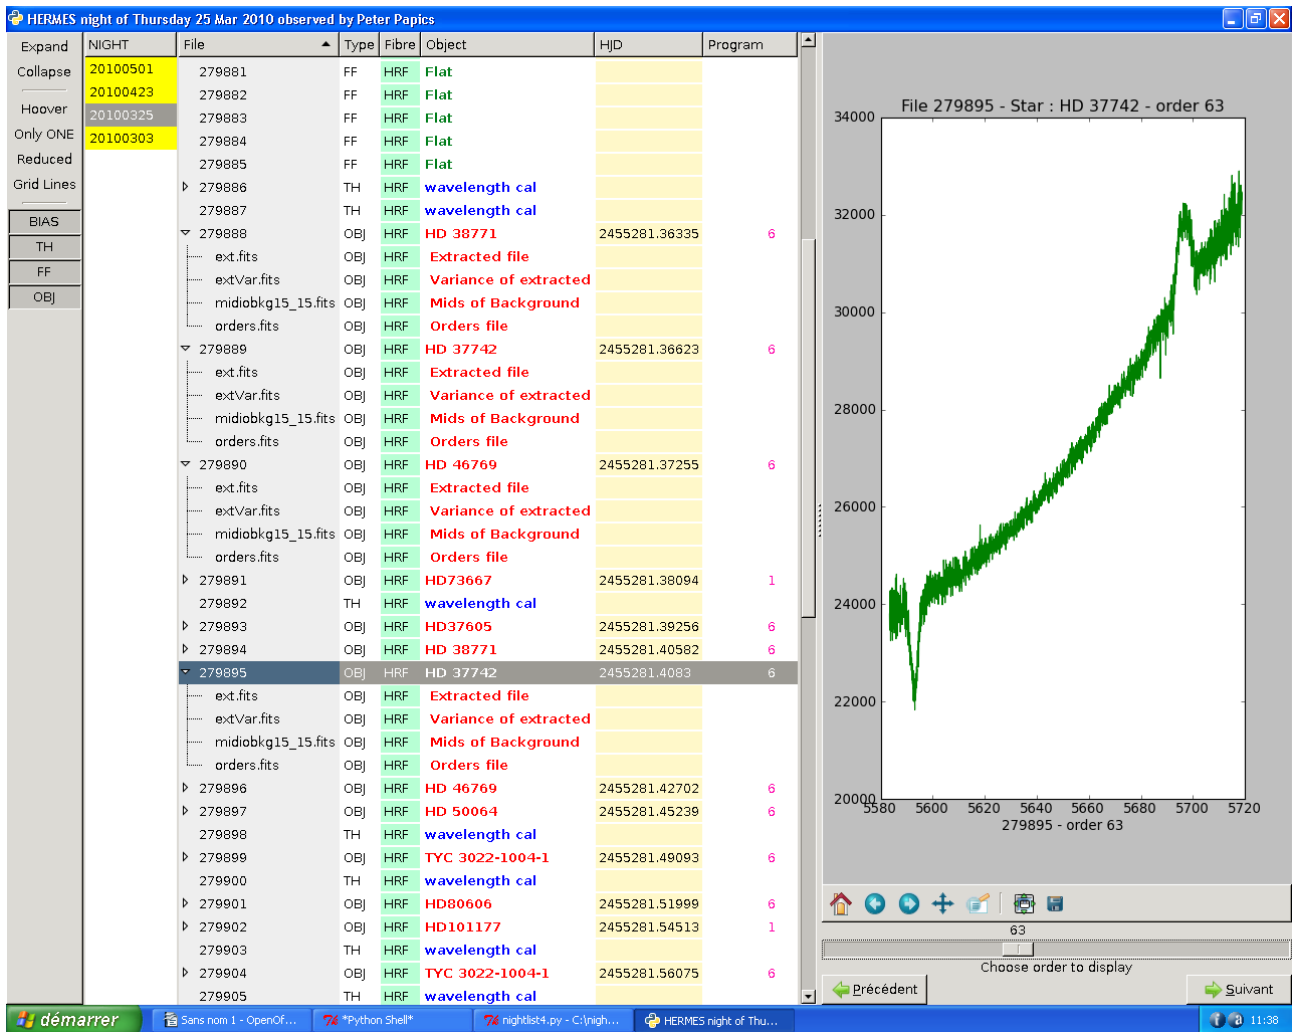 HERMES night of Thursday 25 Mar 2010 observed by Peter Papics
Expand
Collapse
Hoover
Only ONE
Reduced
Grid Lines
BIAS
TH
FF
OBJ
NIGHT
20100501
20100423
20100325
20100303
File Type Fibre Object HJD Program
279881 FF HRF Flat
279882 FF HRF Flat
279883 FF HRF Flat
279884 FF HRF Flat
279885 FF HRF Flat
279886 TH HRF wavelength cal
279887 TH HRF wavelength cal
279888 OBJ HRF HD 38771 2455281.36335 6
ext.fits OBJ HRF Extracted file
extVar.fits OBJ HRF Variance of extracted
midiobkg15_15.fits OBJ HRF Mids of Background
orders.fits OBJ HRF Orders file
279889 OBJ HRF HD 37742 2455281.36623 6
ext.fits OBJ HRF Extracted file
extVar.fits OBJ HRF Variance of extracted
midiobkg15_15.fits OBJ HRF Mids of Background
orders.fits OBJ HRF Orders file
279890 OBJ HRF HD 46769 2455281.37255 6
ext.fits OBJ HRF Extracted file
extVar.fits OBJ HRF Variance of extracted
midiobkg15_15.fits OBJ HRF Mids of Background
orders.fits OBJ HRF Orders file
279891 OBJ HRF HD73667 2455281.38094 1
279892 TH HRF wavelength cal
279893 OBJ HRF HD37605 2455281.39256 6
279894 OBJ HRF HD 38771 2455281.40582 6
279895 OBJ HRF HD 37742 2455281.4083 6
ext.fits OBJ HRF Extracted file
extVar.fits OBJ HRF Variance of extracted
midiobkg15_15.fits OBJ HRF Mids of Background
orders.fits OBJ HRF Orders file
279896 OBJ HRF HD 46769 2455281.42702 6
279897 OBJ HRF HD 50064 2455281.45239 6
279898 TH HRF wavelength cal
279899 OBJ HRF TYC 3022-1004-1 2455281.49093 6
279900 TH HRF wavelength cal
279901 OBJ HRF HD80606 2455281.51999 6
279902 OBJ HRF HD101177 2455281.54513 1
279903 TH HRF wavelength cal
279904 OBJ HRF TYC 3022-1004-1 2455281.56075 6
279905 TH HRF wavelength cal
File 279895 - Star : HD 37742 - order 63
34000
32000
30000
28000
26000
24000
22000
20000
5580 5600 5620 5640 5660 5680 5700 5720
279895 - order 63
63
Choose order to display
Précédent
Suivant
démarrer
Sans nom 1 - OpenOf...
*Python Shell*
nightlist4.py - C:\nigh...
HERMES night of Thu...
11:38